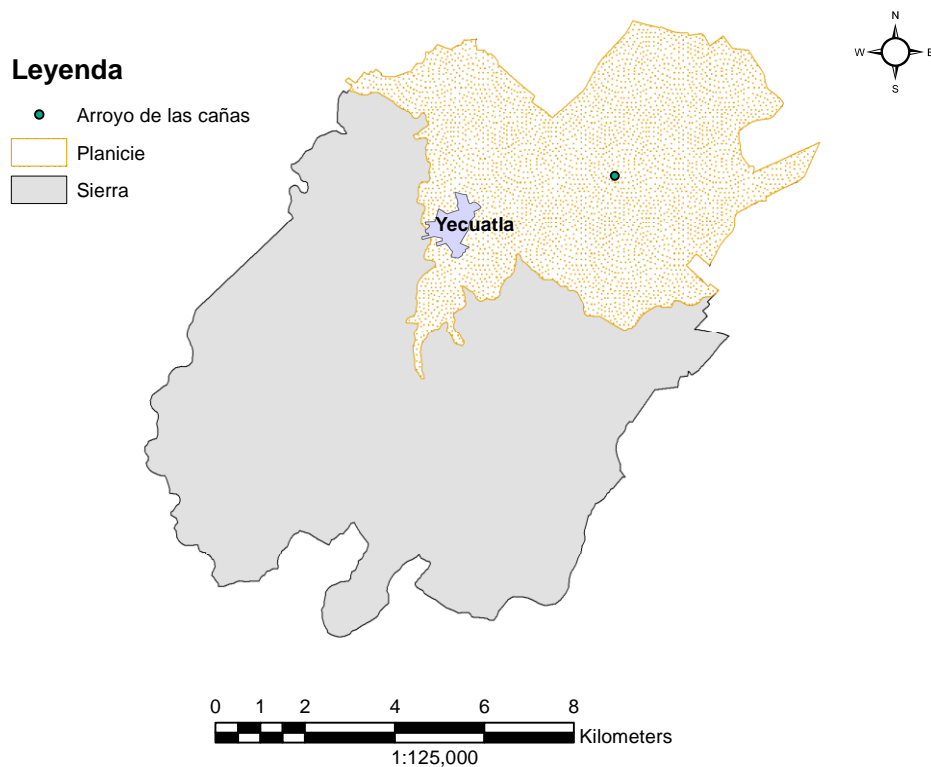 N
W E
S
Leyenda
Arroyo de las cañas
Planicie
Sierra
Yecuatla
0 1 2 4 6 8
Kilometers
1:125,000